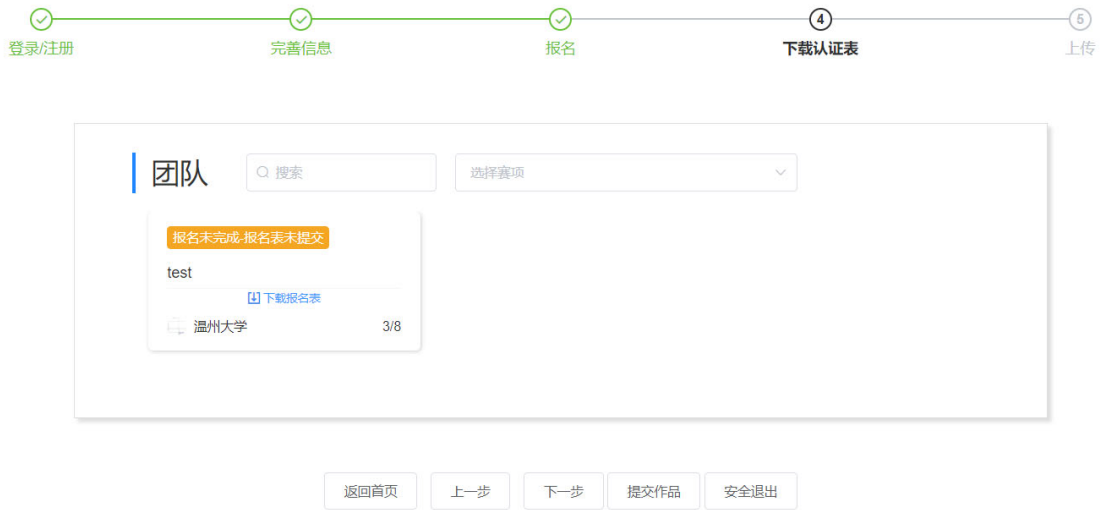 4
5
登录/注册
完善信息
报名
下载认证表
上传
团队
搜索
选择赛项
报名未完成-报名表未提交
test
下载报名表
温州大学
3/8
返回首页
上一步
下一步
提交作品
安全退出